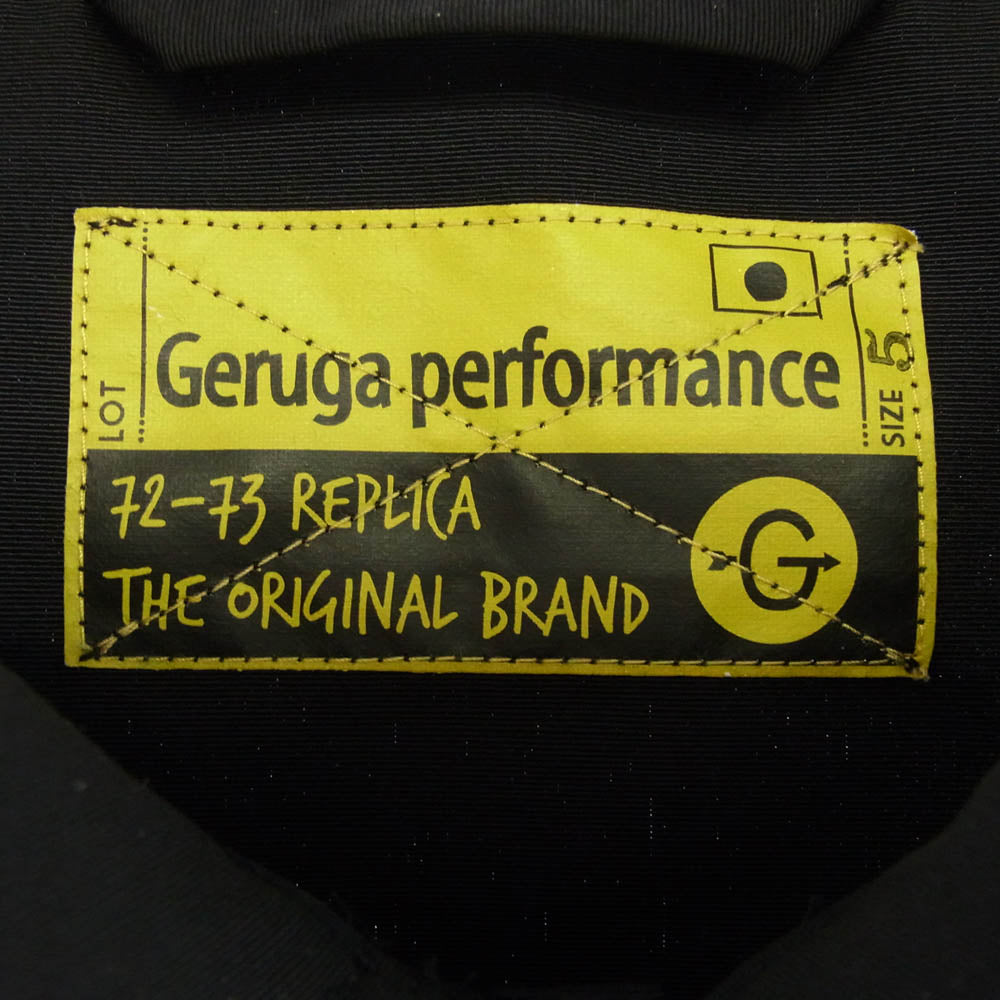 LOT
Geruga performance
SIZE 5
72-73 REPLICA
THE ORIGINAL BRAND
G